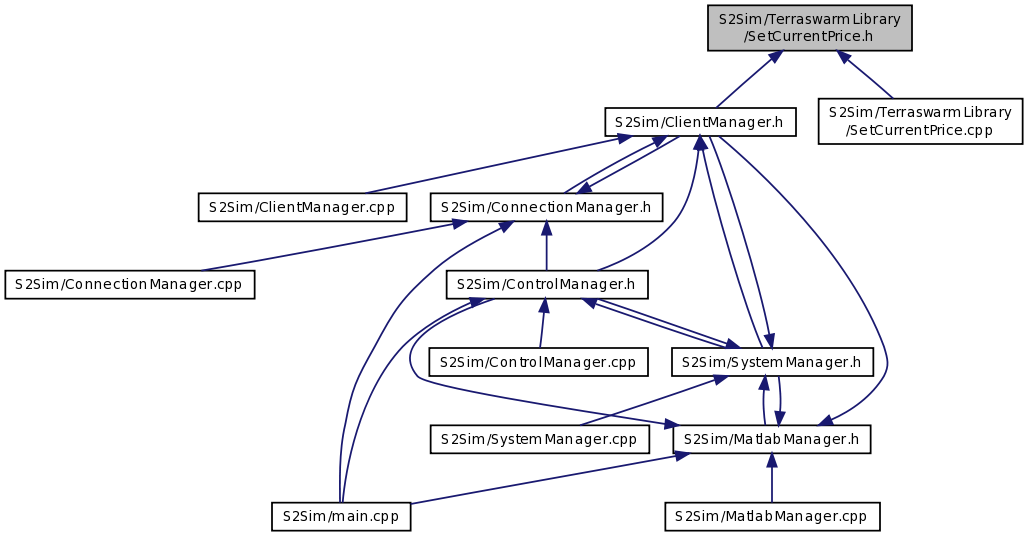 S2Sim/TerraswarmLibrary
/SetCurrentPrice.h
S2Sim/TerraswarmLibrary
/SetCurrentPrice.cpp
S2Sim/ClientManager.h
S2Sim/ClientManager.cpp
S2Sim/ConnectionManager.h
S2Sim/ConnectionManager.cpp
S2Sim/ControlManager.h
S2Sim/ControlManager.cpp
S2Sim/SystemManager.h
S2Sim/SystemManager.cpp
S2Sim/MatlabManager.h
S2Sim/main.cpp
S2Sim/MatlabManager.cpp